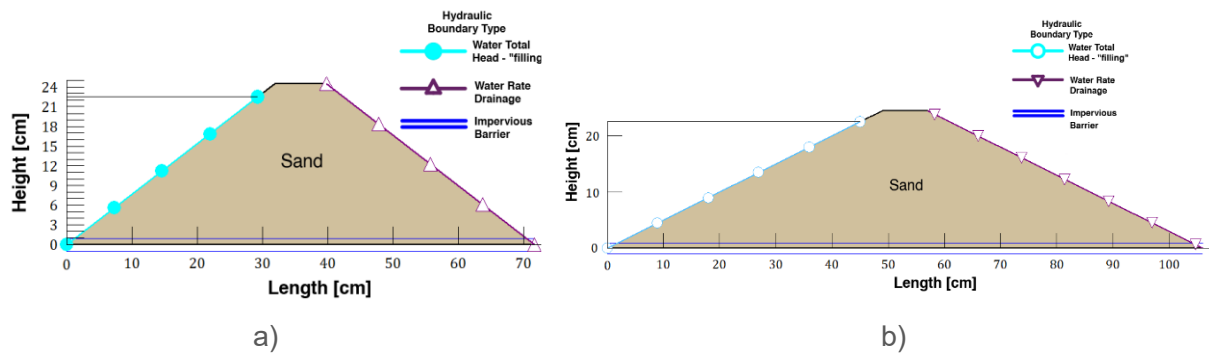 Hydraulic
Boundary Type
Water Total
Head - "filling
Water Rate
Drainage
Impervious
Barrier
Height [cm]
24
21
18
15
12
9
6
3
0
Sand
0 10 20 30 40 50 60 70
Length [cm]
a)
Hydraulic
Boundary Type
Water Total
Head - "filling"
Water Rate
Drainage
Impervious
Barrier
Height [cm]
20
10
0
Sand
0 10 20 30 40 50 60 70 80 90 100
Length [cm]
b)